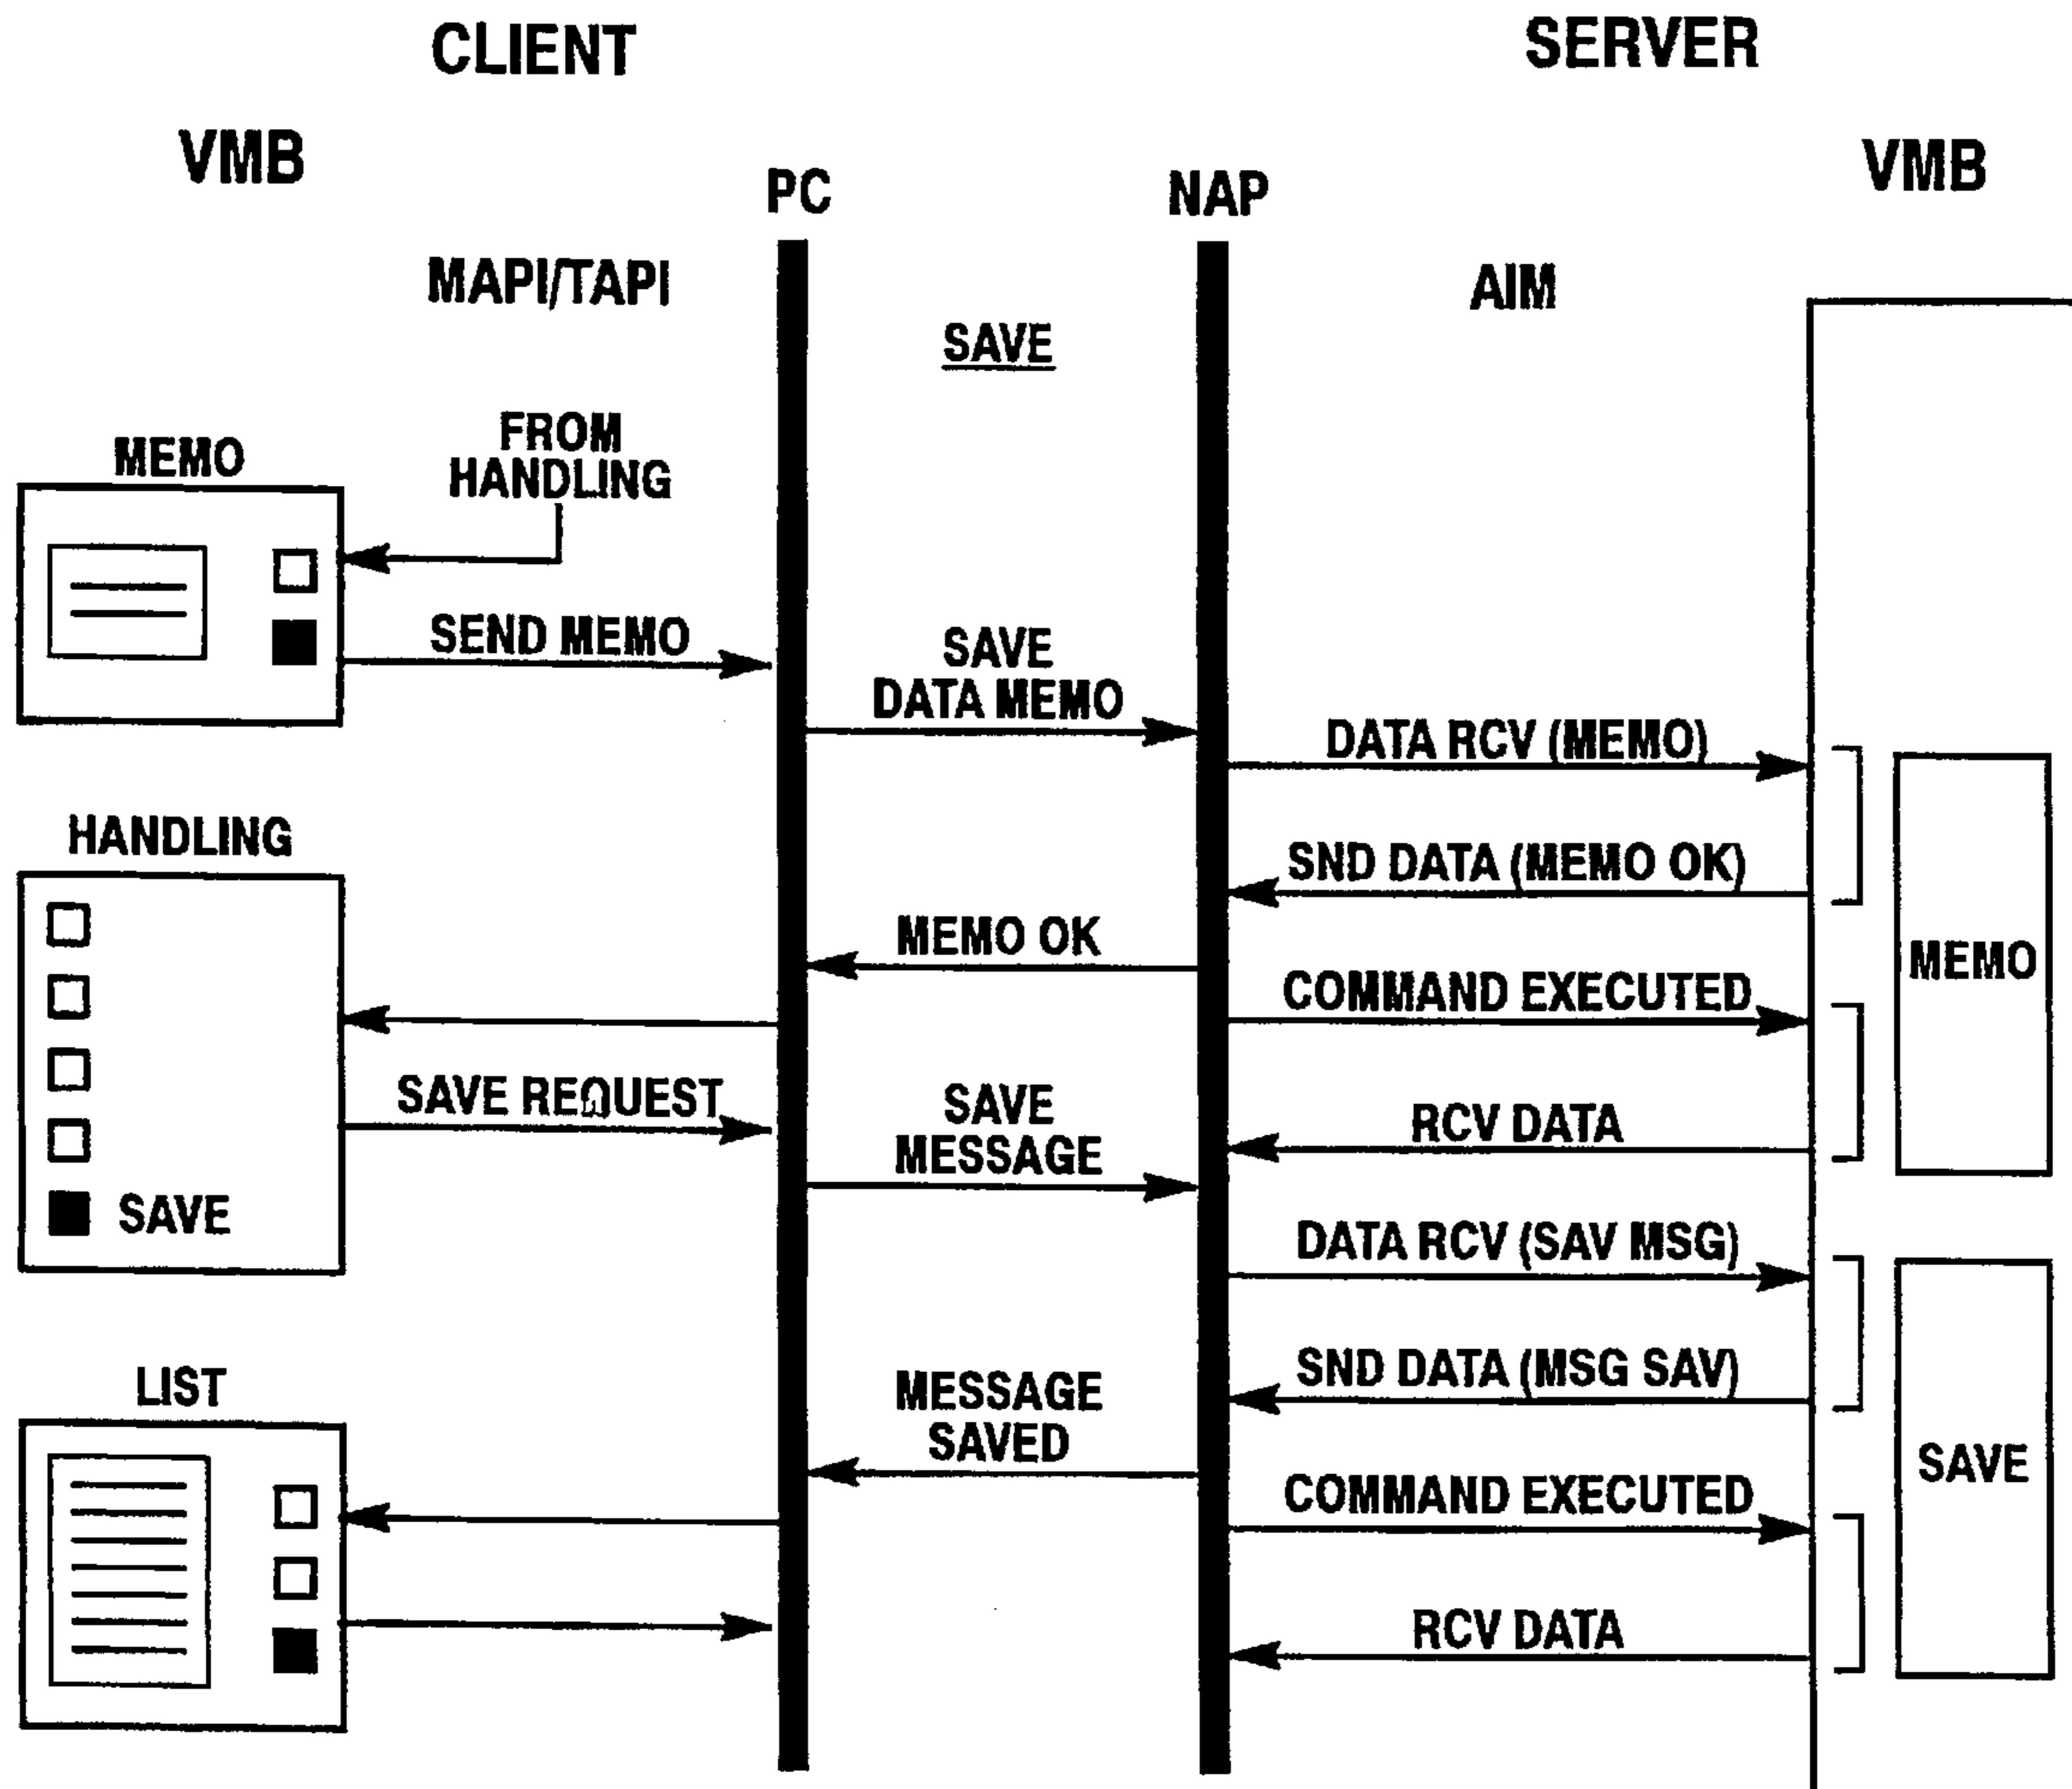 CLIENT
SERVER
VMB
VMB
PC
NAP
MAPI/TAPI
AIM
SAVE
FROM
HANDLING
MEMO
SEND MEMO
SAVE
DATA MEMO
DATA RCV (MEMO)
HANDLING
SND DATA (MEMO OK)
MEMO OK
MEMO
COMMAND EXECUTED
SAVE REQUEST
SAVE
MESSAGE
RCV DATA
SAVE
DATA RCV (SAV MSG)
LIST
SND DATA (MSG SAV)
MESSAGE
SAVED
SAVE
COMMAND EXECUTED
RCV DATA